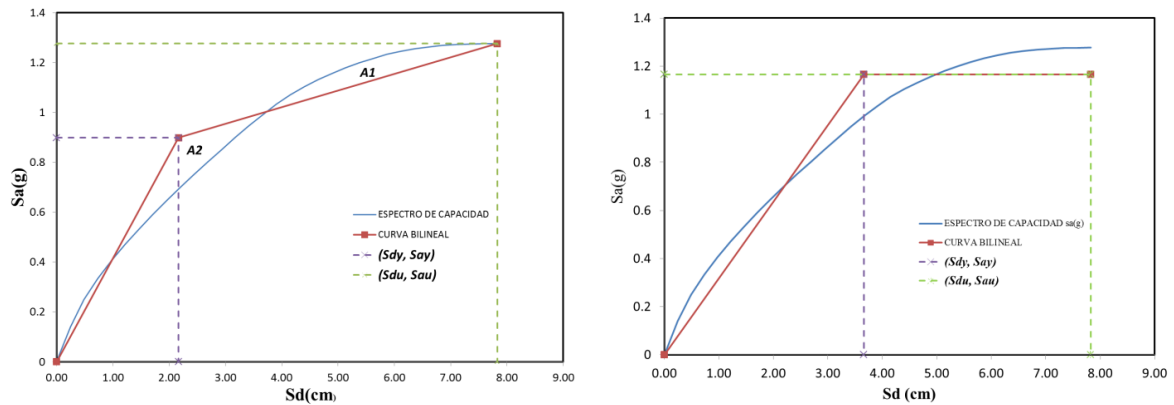 1.4
1.2
1
0.8
0.6
0.4
0.2
0
Sa(g)
A1
A2
ESPECTRO DE CAPACIDAD
CURVA BILINEAL
(Sdy, Say)
(Sdu, Sau)
0.00 1.00 2.00 3.00 4.00 5.00 6.00 7.00 8.00 9.00
Sd(cm)
1.4
1.2
1
0.8
0.6
0.4
0.2
0
Sa(g)
ESPECTRO DE CAPACIDAD sa(g)
CURVA BILINEAL
(Sdy, Say)
(Sdu, Sau)
0.00 1.00 2.00 3.00 4.00 5.00 6.00 7.00 8.00 9.00
Sd (cm)